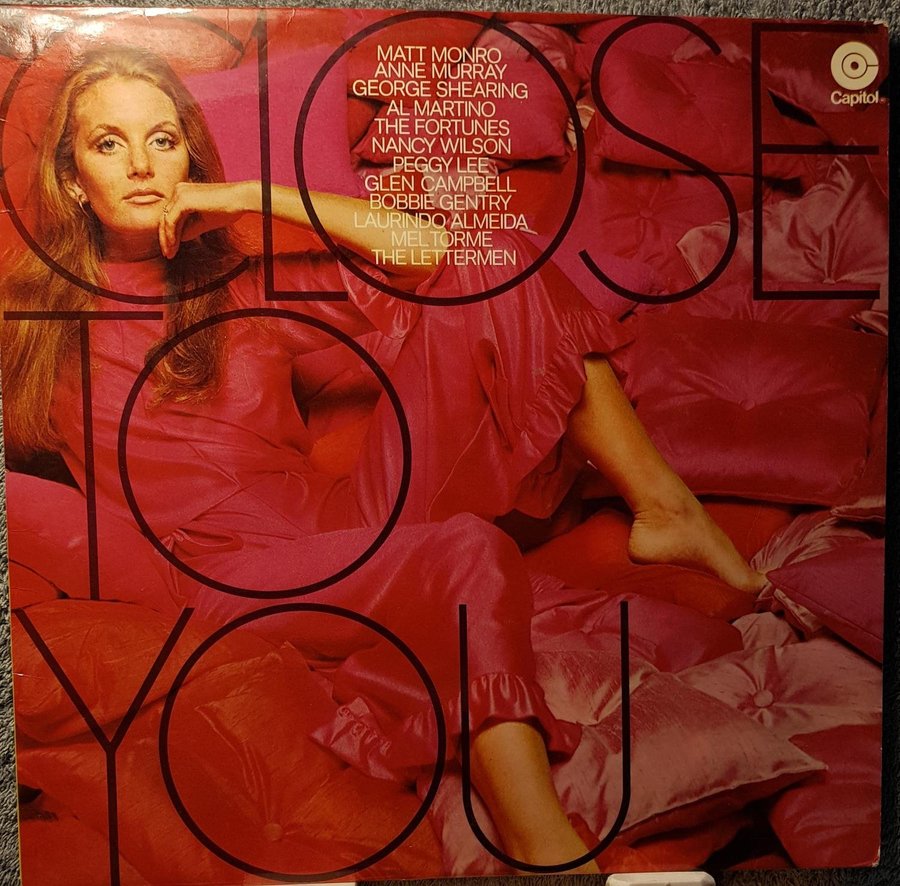 CLOSE
TO
YOU
MATT MONRO
ANNE MURRAY
GEORGE SHEARING
AL MARTINO
THE FORTUNES
NANCY WILSON
PEGGY LEE
GLEN CAMPBELL
BOBBIE GENTRY
LAURINDO ALMEIDA
MEL TORME
THE LETTERMEN
Capitol